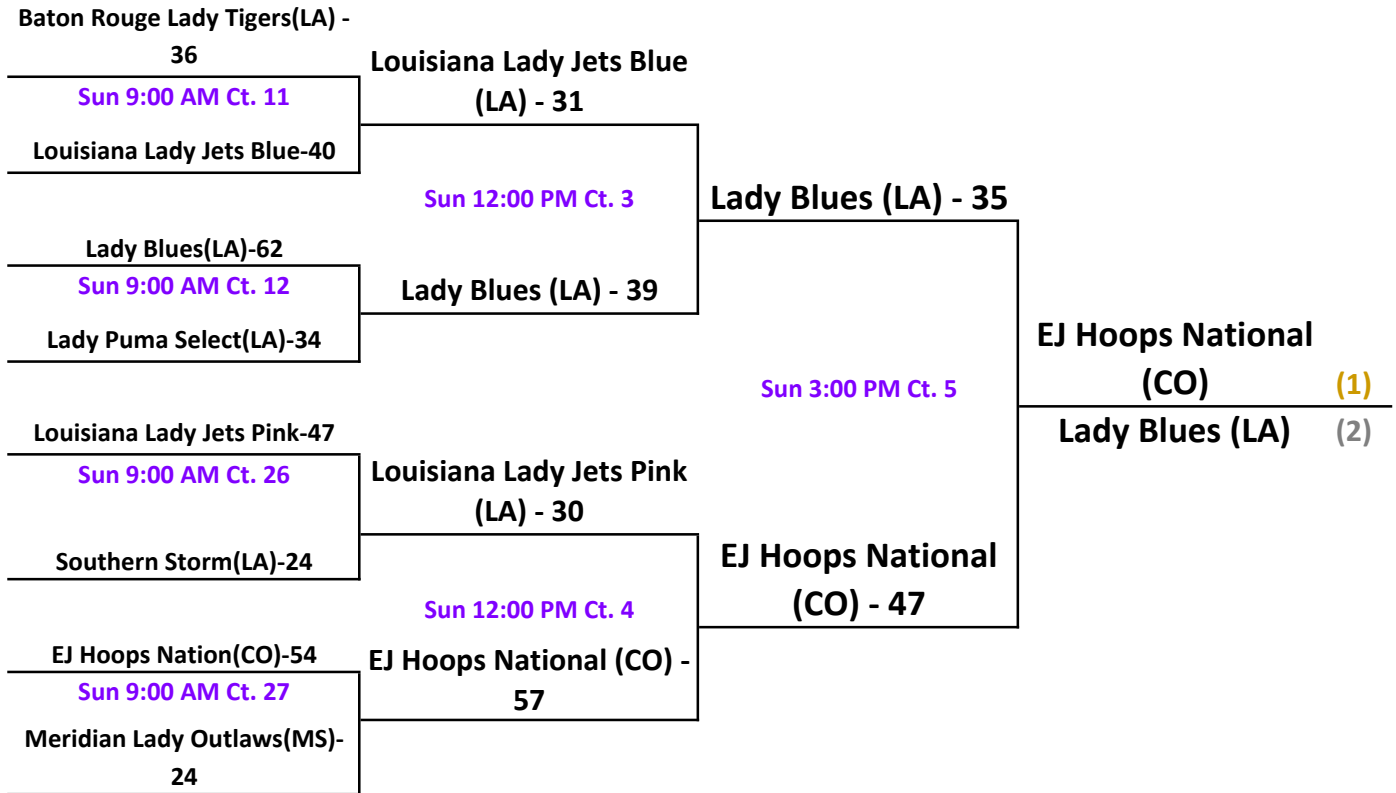 Baton Rouge Lady Tigers(LA) -
36
Sun 9:00 AM Ct. 11
Louisiana Lady Jets Blue-40
Lady Blues(LA)-62
Sun 9:00 AM Ct. 12
Lady Puma Select(LA)-34
Louisiana Lady Jets Pink-47
Sun 9:00 AM Ct. 26
Southern Storm(LA)-24
EJ Hoops Nation(CO)-54
Sun 9:00 AM Ct. 27
Meridian Lady Outlaws(MS)-
24
Louisiana Lady Jets Blue
(LA) - 31
Sun 12:00 PM Ct. 3
Lady Blues (LA) - 39
Louisiana Lady Jets Pink
(LA) - 30
Sun 12:00 PM Ct. 4
EJ Hoops National (CO) -
57
Lady Blues (LA) - 35
Sun 3:00 PM Ct. 5
EJ Hoops National
(CO) - 47
EJ Hoops National
(CO) (1)
Lady Blues (LA) (2)